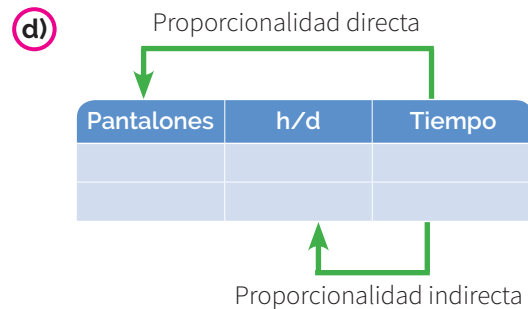 d)
Proporcionalidad directa
Pantalones h/d Tiempo
Proporcionalidad indirecta